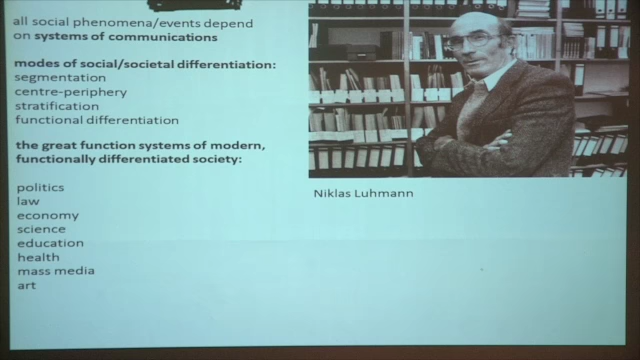 all social phenomena/events depend
on systems of communications
modes of social/societal differentiation:
segmentation
centre-periphery
stratification
functional differentiation
the great function systems of modern,
functionally differentiated society:
politics
law
economy
science
education
health
mass media
art
Niklas Luhmann